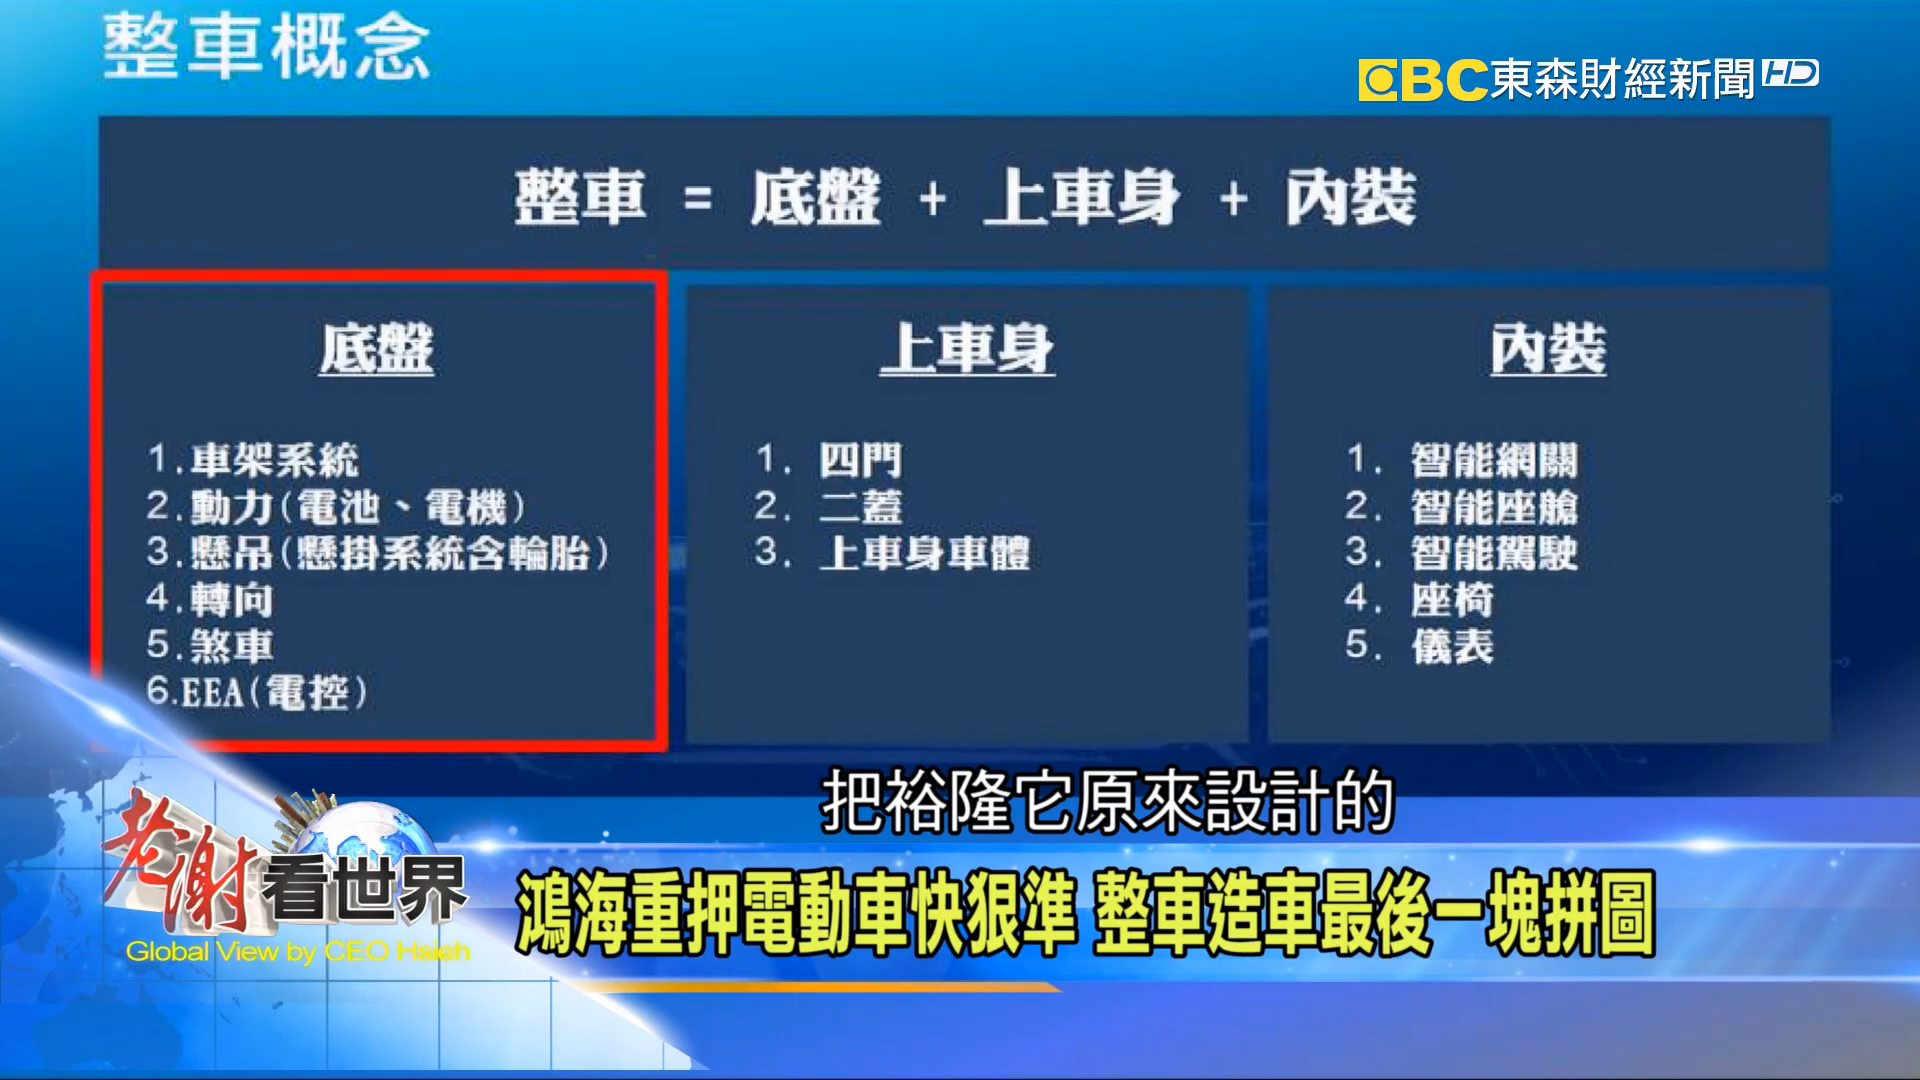 整車概念
EBC東森財經新聞HD
整車 = 底盤 + 上車身 + 內裝
底盤
1.車架系統
2.動力(電池、電機)
3.懸吊(懸掛系統含輪胎)
4.轉向
5.煞車
6.EEA(電控)
上車身
1. 四門
2. 二蓋
3. 上車身車體
內裝
1. 智能網關
2. 智能座艙
3. 智能駕駛
4. 座椅
5. 儀表
把裕隆它原來設計的
老謝看世界
Global View by CEO Hsieh
鴻海重押電動車快狠準 整車造車最後一塊拼圖